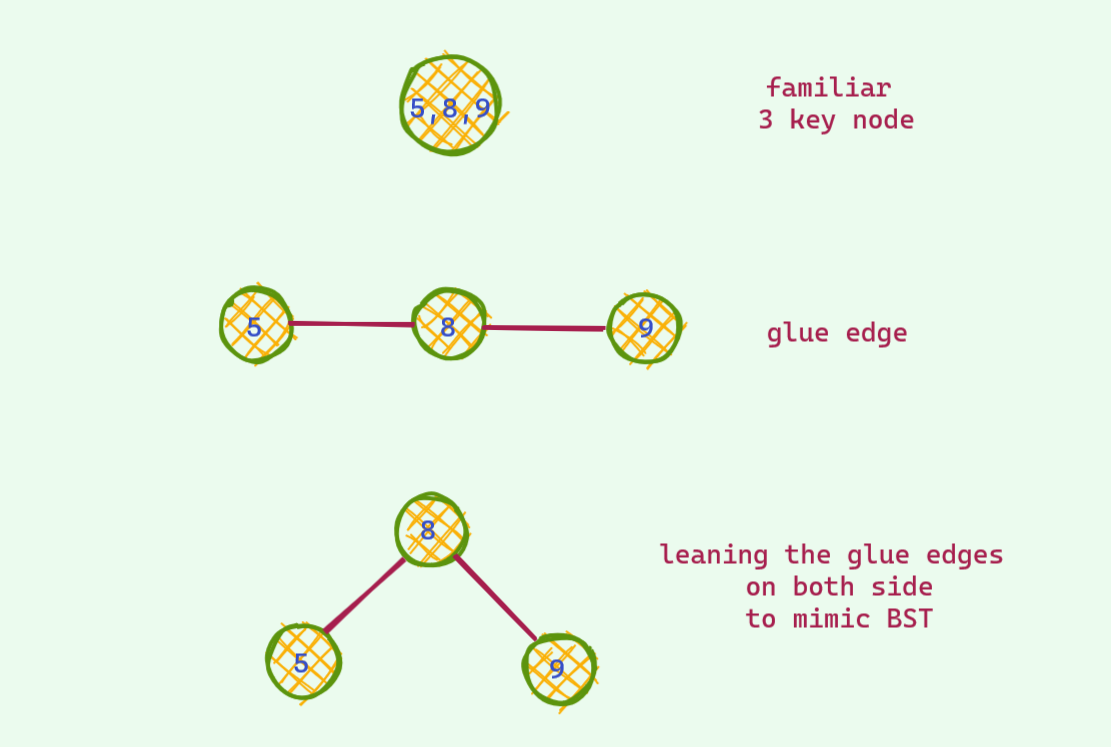 5,8,9
familiar
3 key node
5
8
9
glue edge
8
5
9
leaning the glue edges
on both side
to mimic BST